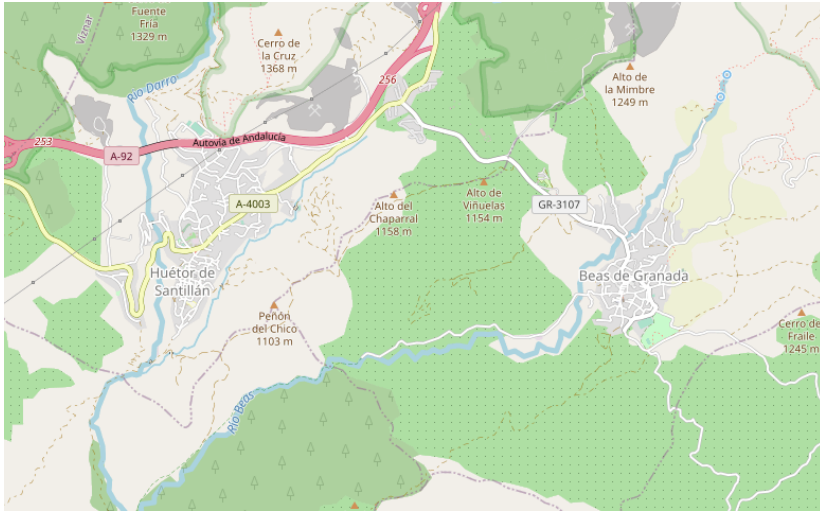 Fuente
Fría
1329 m
Víznar
Cerro de
la Cruz
1368 m
256
Alto de
la Mimbre
1249 m
Río Darro
253
A-92
Autovía de Andalucía
A-4003
Alto del
Chaparral
1158 m
Alto de
Viñuelas
1154 m
GR-3107
Huétor de
Santillán
Beas de Granada
Peñón
del Chico
1103 m
Cerro de
Fraile
1245 m
Río Beas